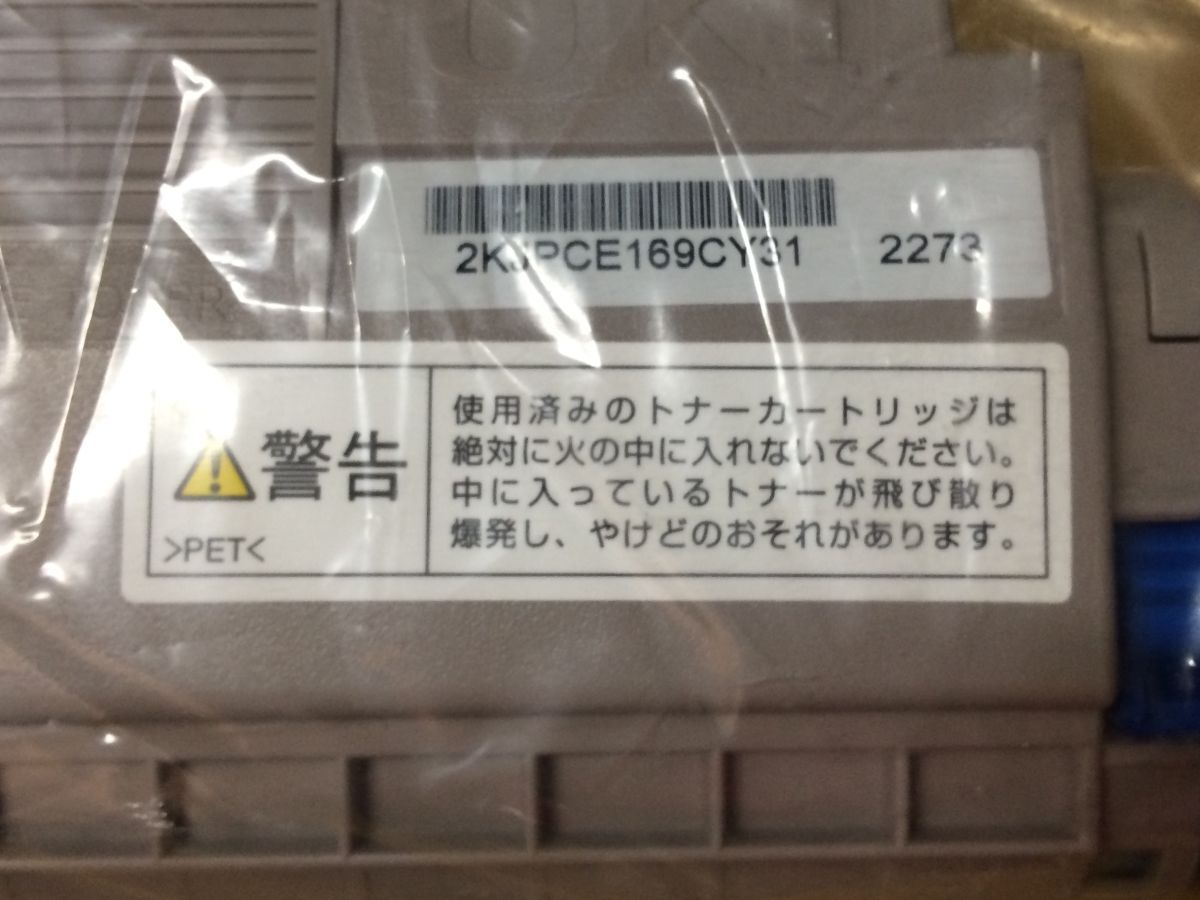 OKI
2KJPCE169CY31 2273
警告
>PET<
使用済みのトナーカートリッジは
絶対に火の中に入れないでください。
中に入っているトナーが飛び散り
爆発し、やけどのおそれがあります。